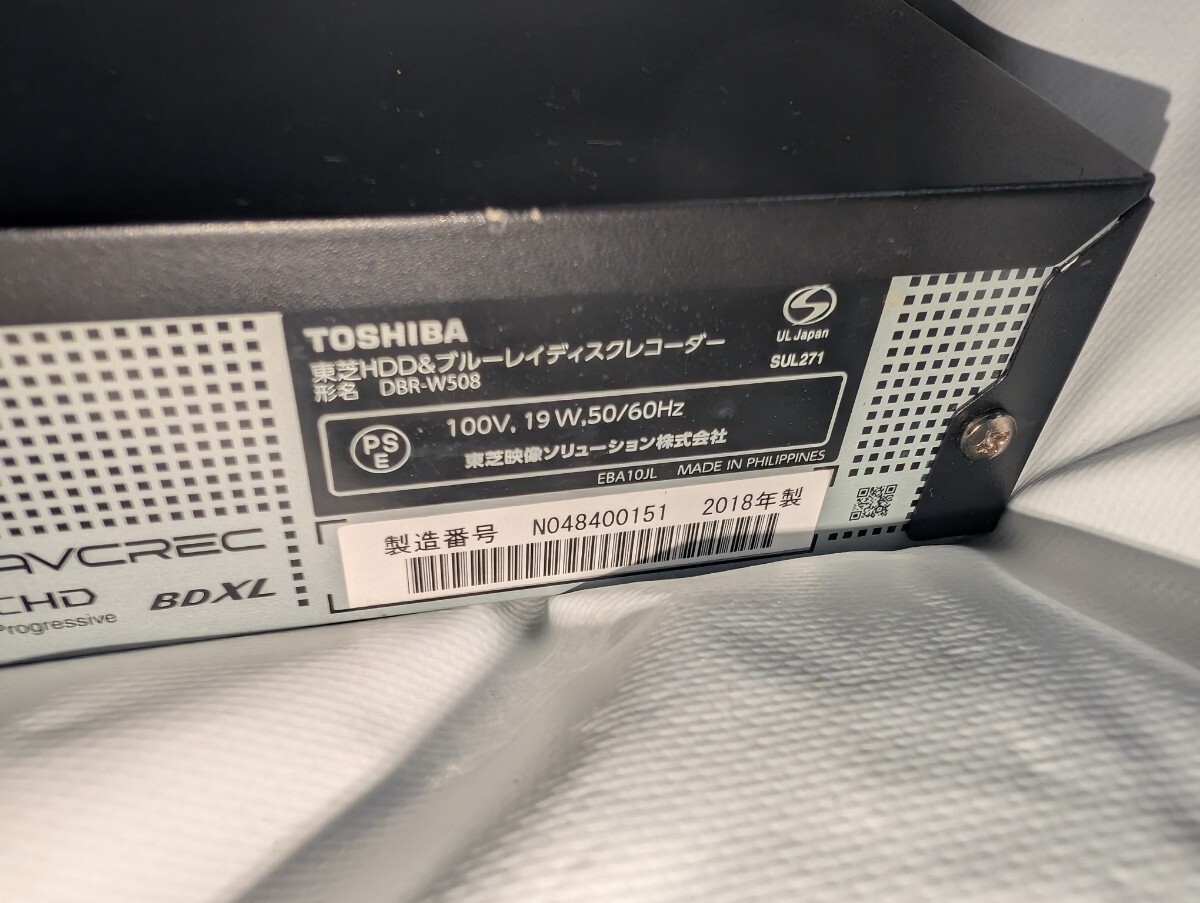 TOSHIBA
東芝HDD&ブルーレイディスクレコーダー
形名 DBR-W508
UL Japan
SUL271
PS
E
100V, 19W, 50/60Hz
東芝映像ソリューション株式会社
EBA10JL MADE IN PHILIPPINES
製造番号 N048400151 2018年製
AVCREC
CHD
Progressive
BDXL